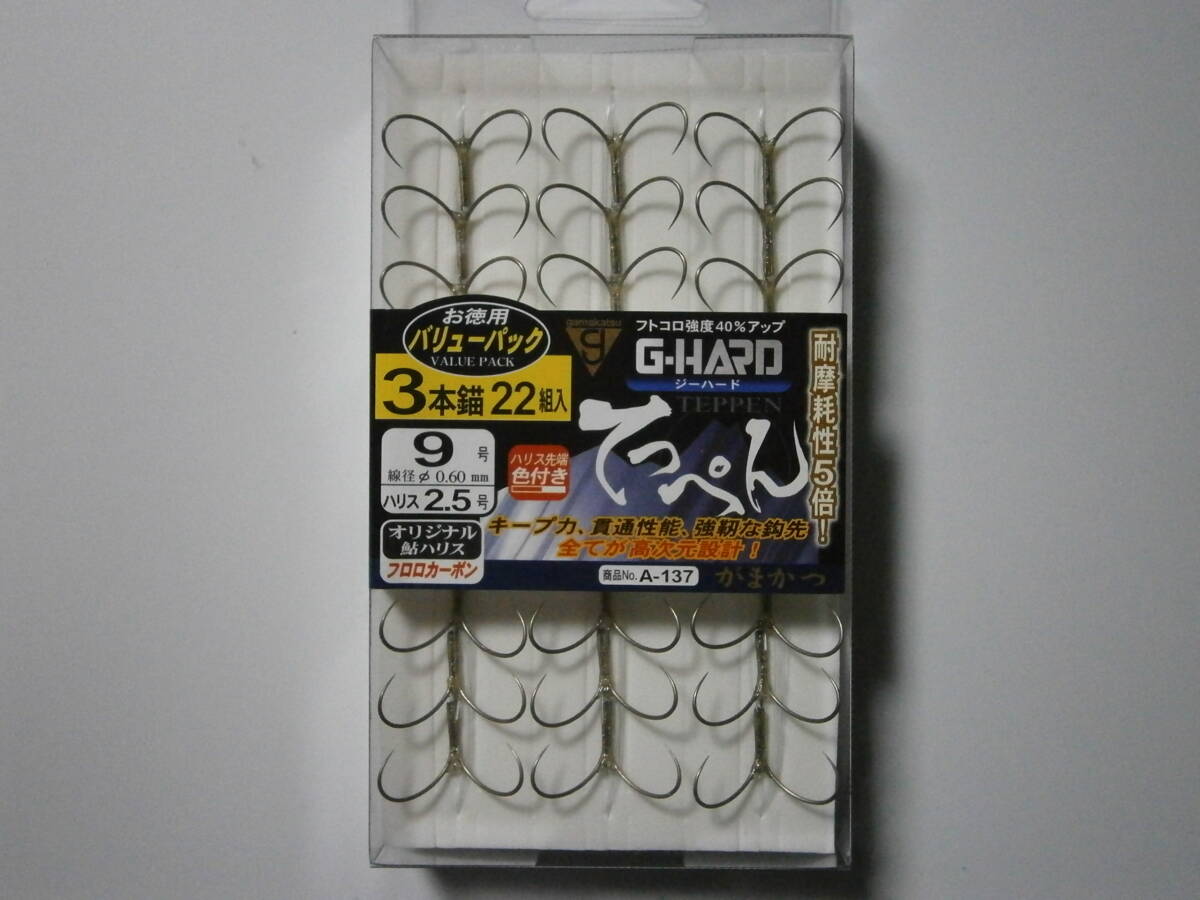 お徳用
バリューパック
VALUE PACK
3本錨 22組入
9号
線径 φ 0.60 mm
ハリス 2.5号
オリジナル
鮎ハリス
フロロカーボン
ハリス先端
色付き
gamakatsu
g
フトコロ強度40%アップ
G-HARD
ジーハード
TEPPEN
てっぺん
耐摩耗性5倍!
キープ力、貫通性能、強靭な鈎先
全てが高次元設計!
商品No. A-137
がまかつ